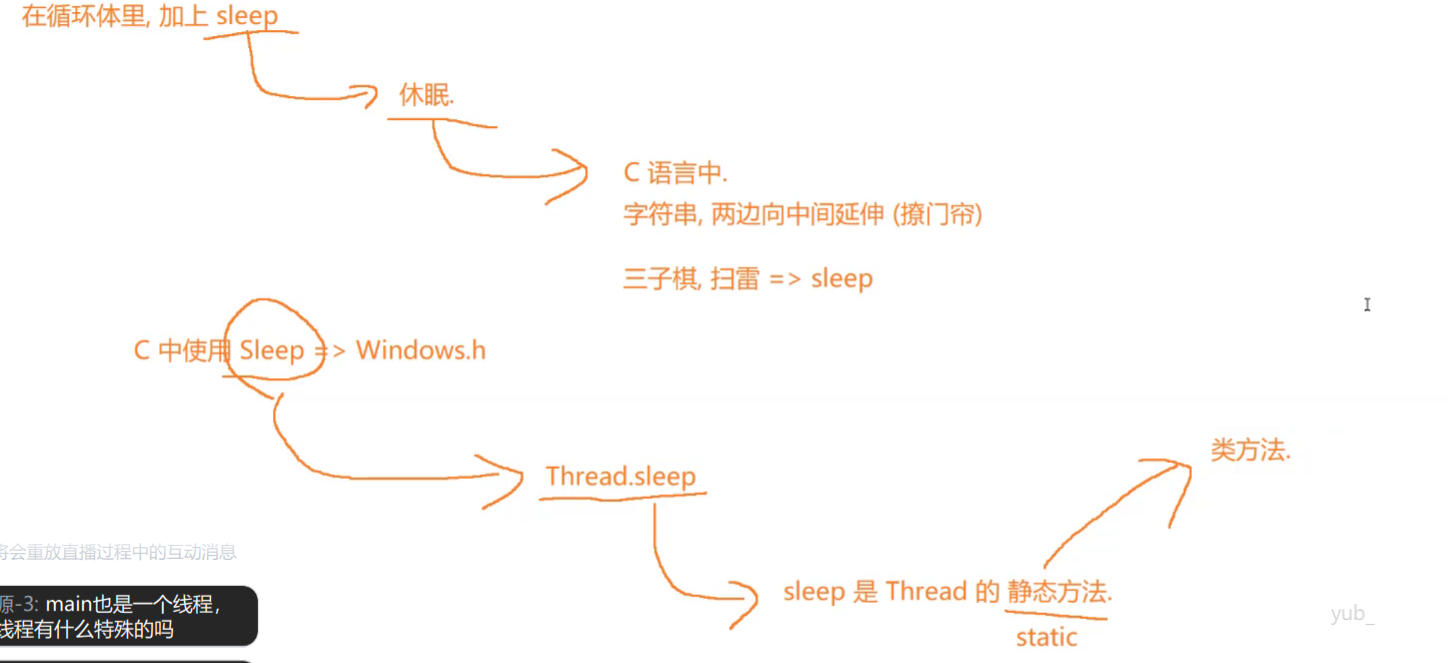 在循环体里, 加上 sleep
休眠.
C 语言中.
字符串, 两边向中间延伸 (撩门帘)
三子棋, 扫雷 => sleep
C 中使用 Sleep => Windows.h
类方法.
Thread.sleep
将会重放直播过程中的互动消息
sleep 是 Thread 的 静态方法.
源-3: main也是一个线程,
线程有什么特殊的吗
static
yub_